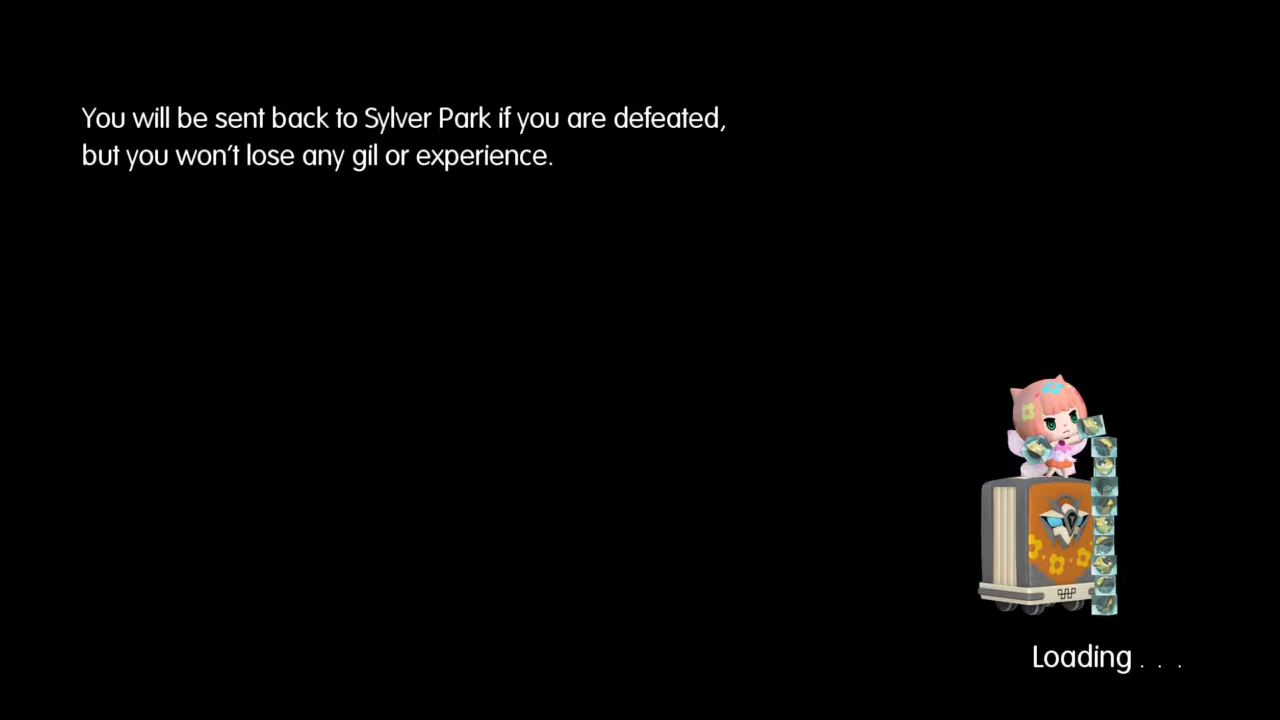 You will be sent back to Sylver Park if you are defeated,
but you won't lose any gil or experience.
Loading . . .